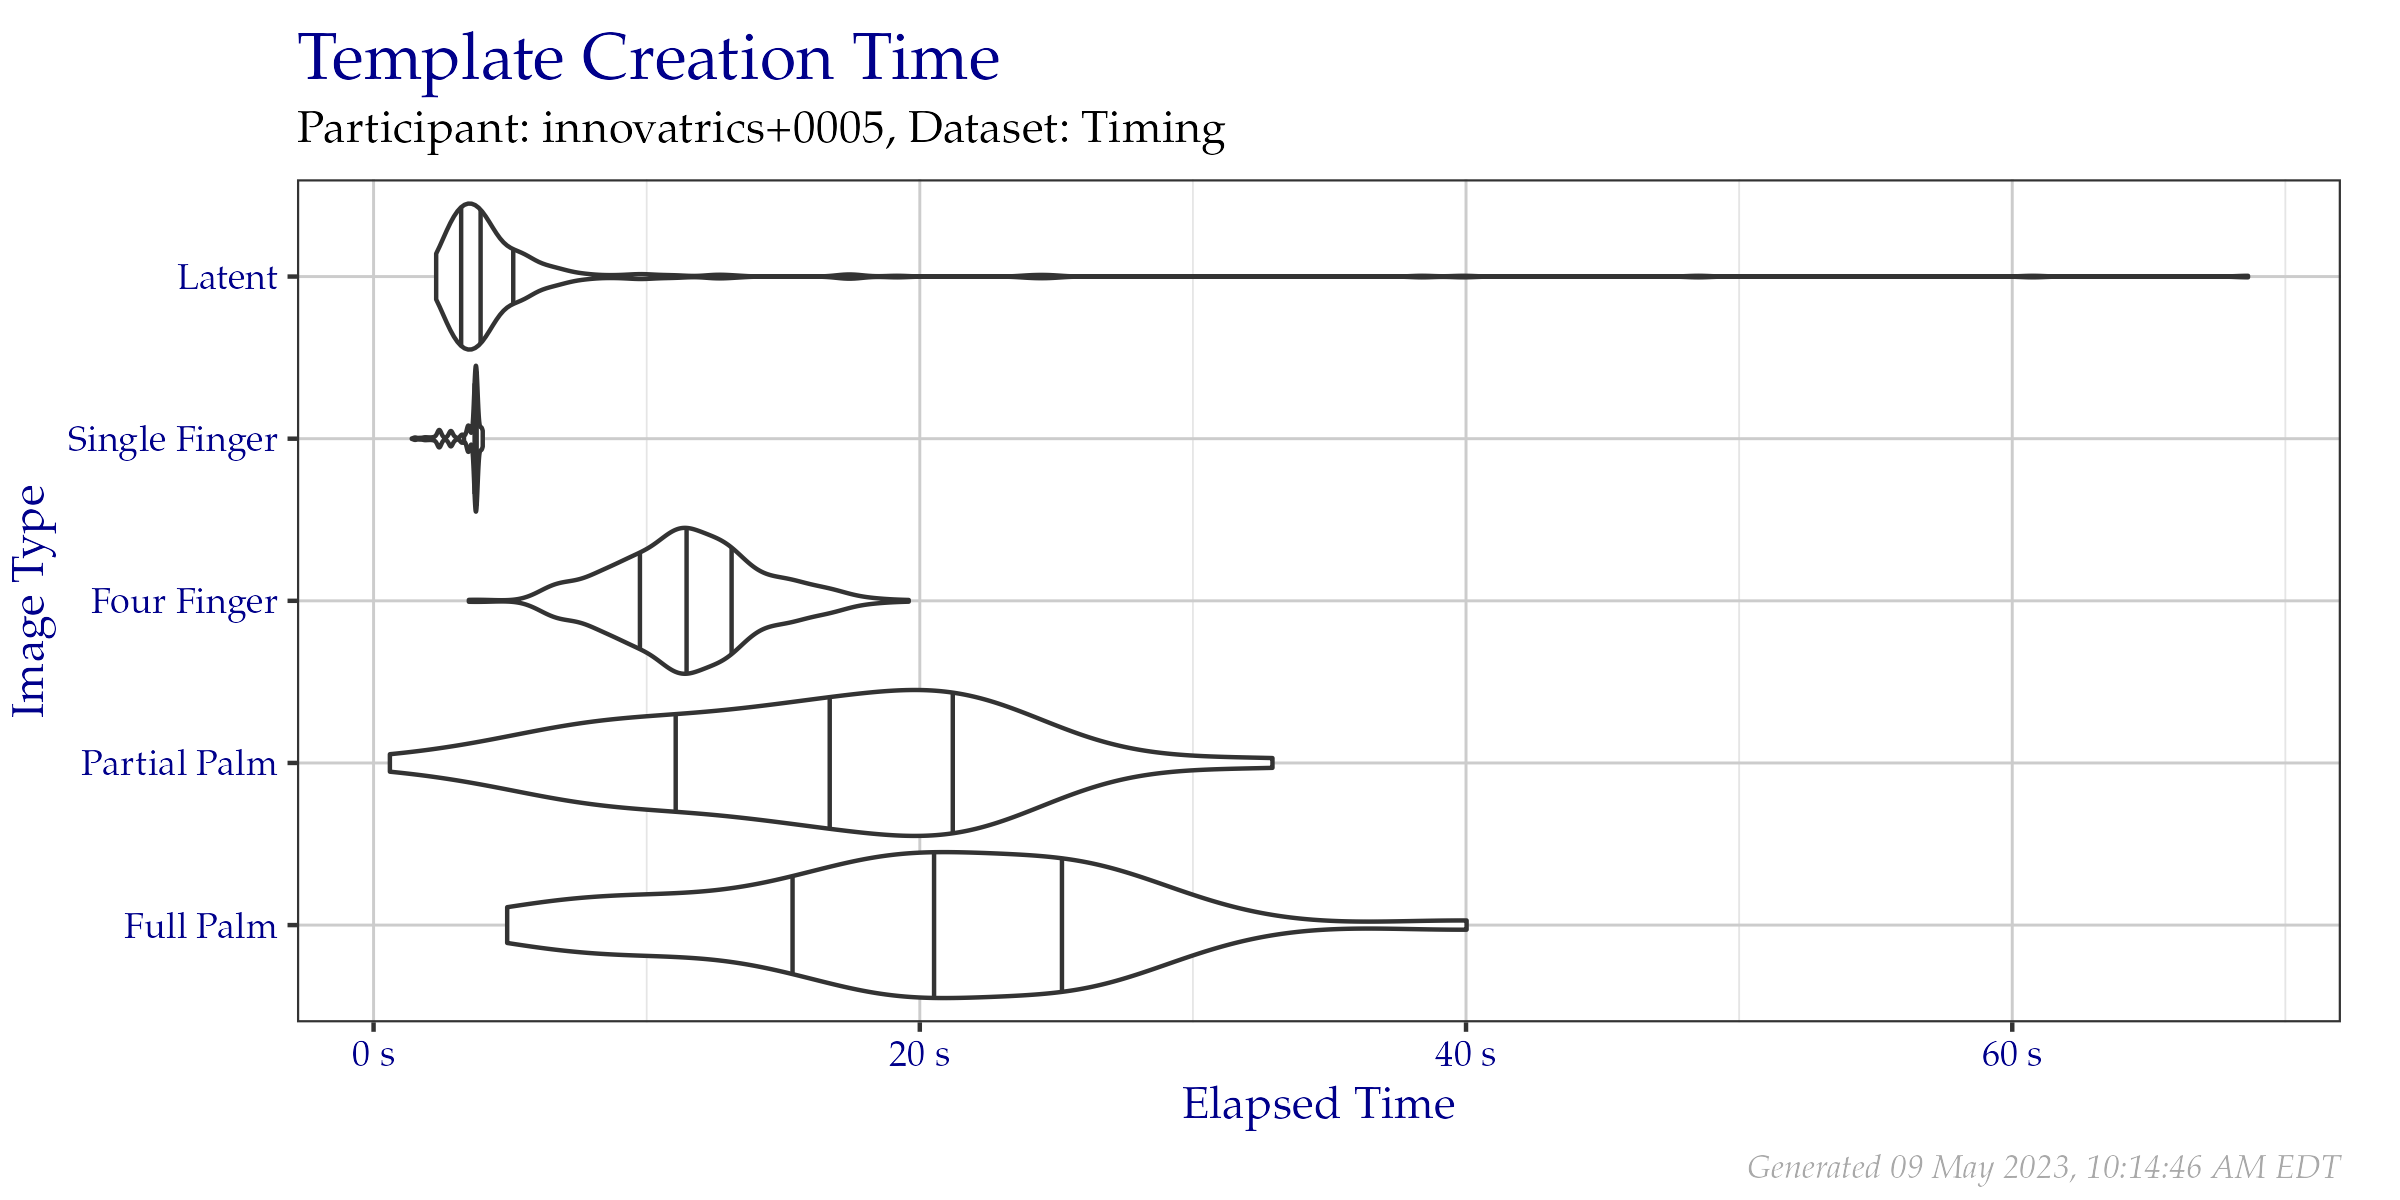 Template Creation Time
Participant: innovatrics+0005, Dataset: Timing
Image Type
Latent
Single Finger
Four Finger
Partial Palm
Full Palm
0 s 20 s 40 s 60 s
Elapsed Time
Generated 09 May 2023, 10:14:46 AM EDT